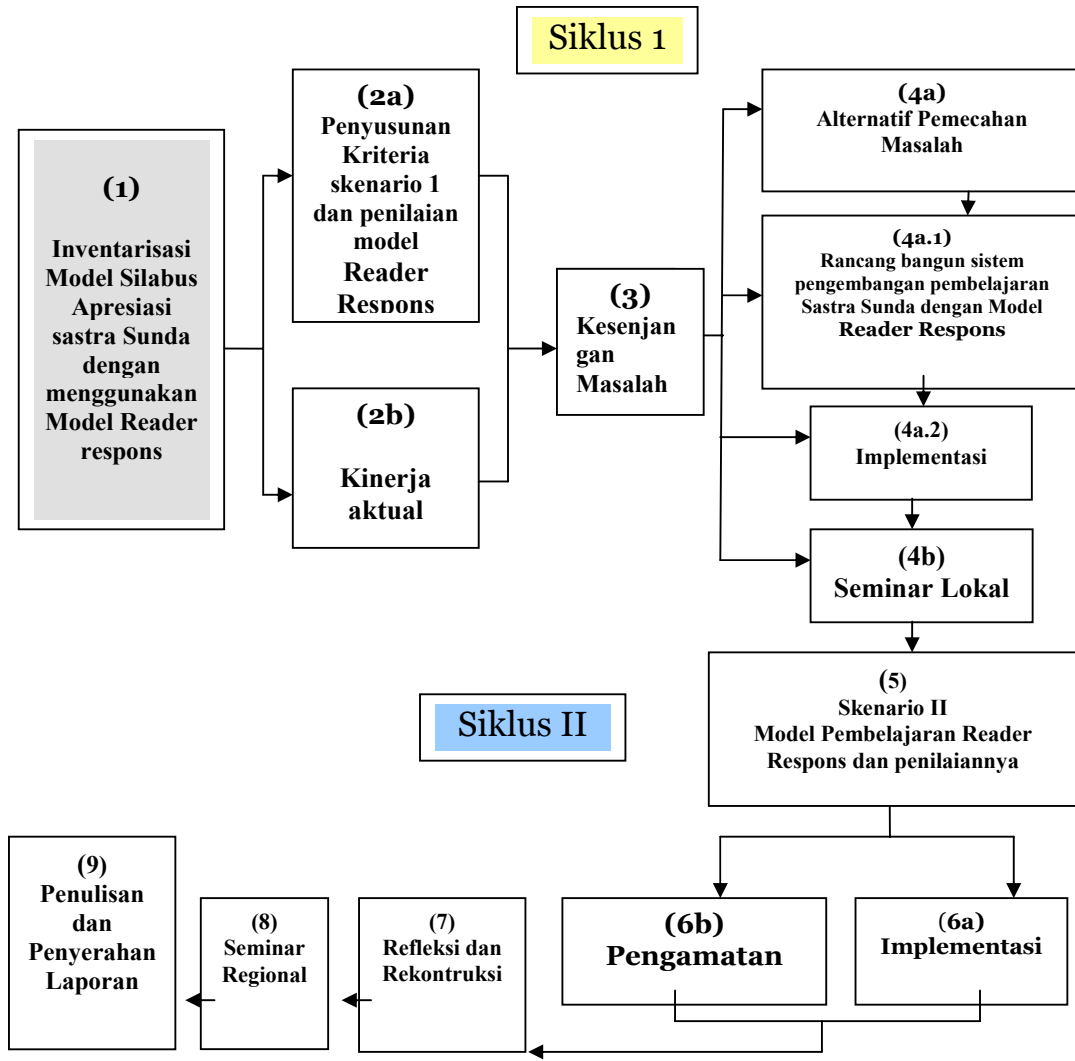 Siklus 1
(1)
Inventarisasi
Model Silabus
Apresiasi
sastra Sunda
dengan
menggunakan
Model Reader
respons
(2a)
Penyusunan
Kriteria
skenario 1
dan penilaian
model
Reader
Respons
(2b)
Kinerja
aktual
(3)
Kesenjan
gan
Masalah
(4a)
Alternatif Pemecahan
Masalah
(4a.1)
Rancang bangun sistem
pengembangan pembelajaran
Sastra Sunda dengan Model
Reader Respons
(4a.2)
Implementasi
(4b)
Seminar Lokal
Siklus II
(5)
Skenario II
Model Pembelajaran Reader
Respons dan penilaiannya
(6a)
Implementasi
(6b)
Pengamatan
(7)
Refleksi dan
Rekontruksi
(8)
Seminar
Regional
(9)
Penulisan
dan
Penyerahan
Laporan